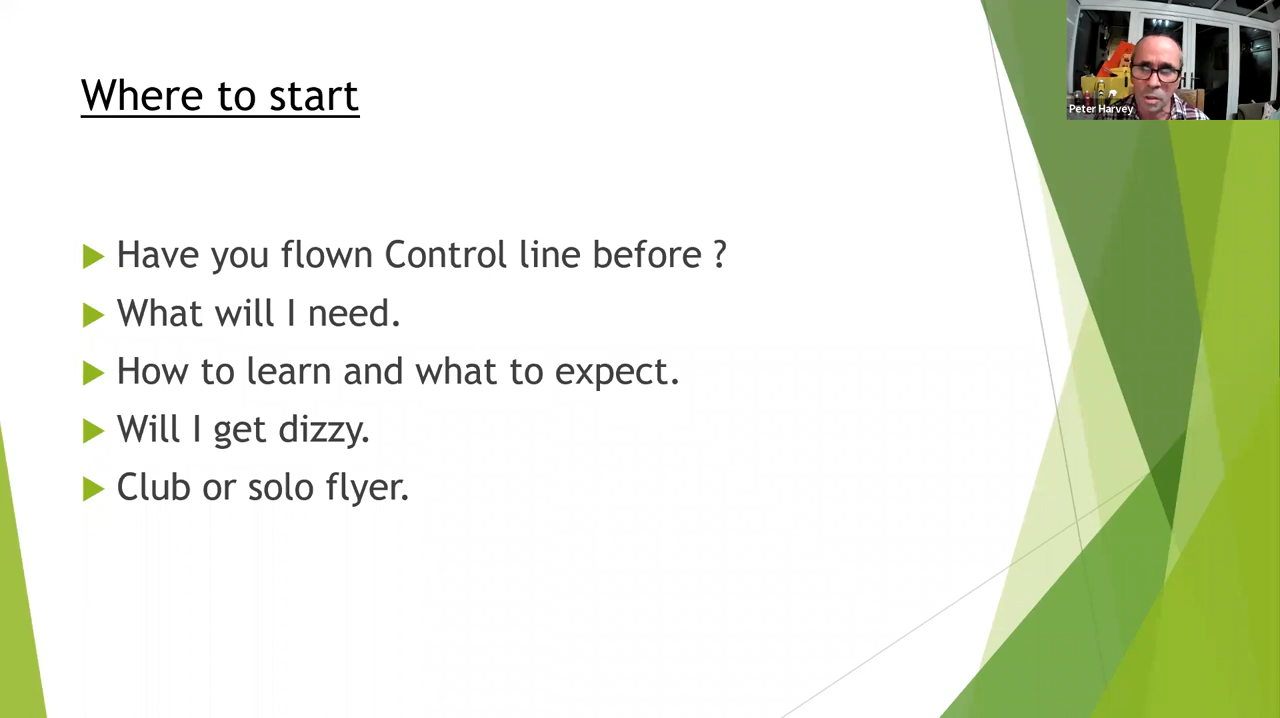 Where to start
Peter Harvey
Have you flown Control line before ?
What will I need.
How to learn and what to expect.
Will I get dizzy.
Club or solo flyer.